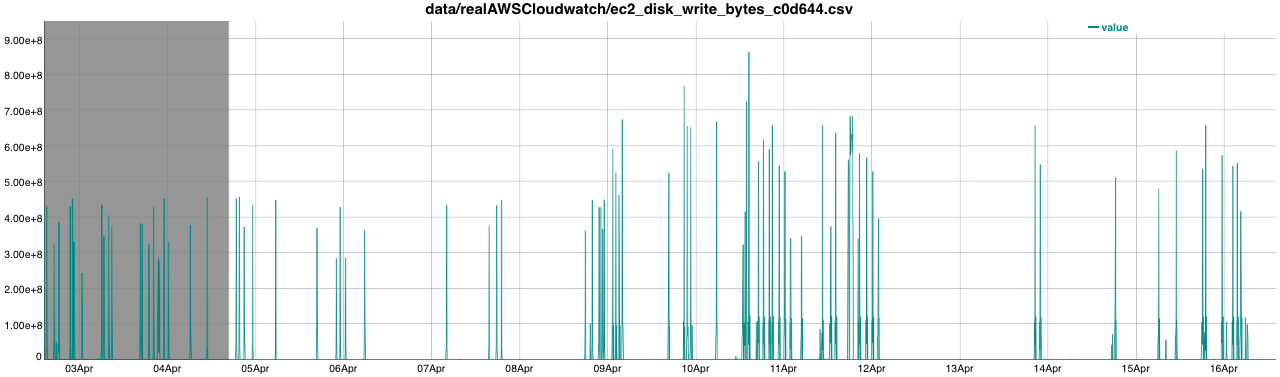 data/realAWSCloudwatch/ec2_disk_write_bytes_c0d644.csv
value
9.00e+8
8.00e+8
7.00e+8
6.00e+8
5.00e+8
4.00e+8
3.00e+8
2.00e+8
1.00e+8
0
03Apr 04Apr 05Apr 06Apr 07Apr 08Apr 09Apr 10Apr 11Apr 12Apr 13Apr 14Apr 15Apr 16Apr